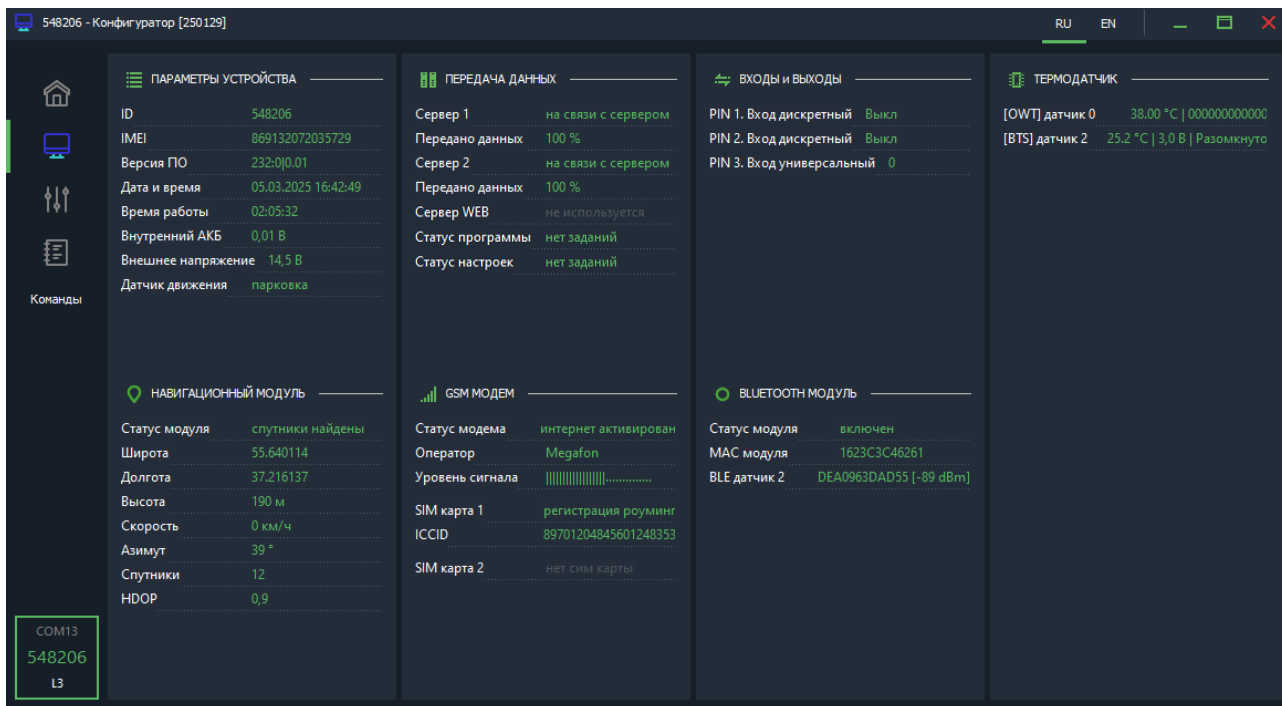 548206 - Конфигуратор [250129]
RU EN
ПАРАМЕТРЫ УСТРОЙСТВА
ID 548206
IMEI 869132072035729
Версия ПО 232:0|0.01
Дата и время 05.03.2025 16:42:49
Время работы 02:05:32
Внутренний АКБ 0,01 В
Внешнее напряжение 14,5 В
Датчик движения парковка
ПЕРЕДАЧА ДАННЫХ
Сервер 1 на связи с сервером
Передано данных 100 %
Сервер 2 на связи с сервером
Передано данных 100 %
Сервер WEB не используется
Статус программы нет заданий
Статус настроек нет заданий
ВХОДЫ и ВЫХОДЫ
PIN 1. Вход дискретный Выкл
PIN 2. Вход дискретный Выкл
PIN 3. Вход универсальный 0
ТЕРМОДАТЧИК
[OWT] датчик 0 38.00 °C | 000000000000
[BTS] датчик 2 25.2 °C | 3,0 В | Разомкнуто
Команды
НАВИГАЦИОННЫЙ МОДУЛЬ
Статус модуля спутники найдены
Широта 55.640114
Долгота 37.216137
Высота 190 м
Скорость 0 км/ч
Азимут 39 °
Спутники 12
HDOP 0,9
GSM МОДЕМ
Статус модема интернет активирован
Оператор Megafon
Уровень сигнала ||||||||||||||||||.............
SIM карта 1 регистрация роуминг
ICCID 89701204845601248353
SIM карта 2 нет сим карты
BLUETOOTH МОДУЛЬ
Статус модуля включен
MAC модуля 1623C3C46261
BLE датчик 2 DEA0963DAD55 [-89 dBm]
COM13
548206
L3